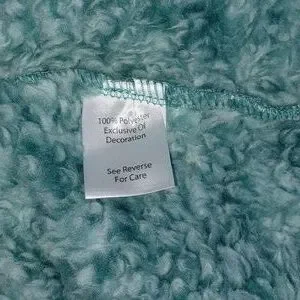 100% Polyester
Exclusive Of
Decoration
See Reverse
For Care